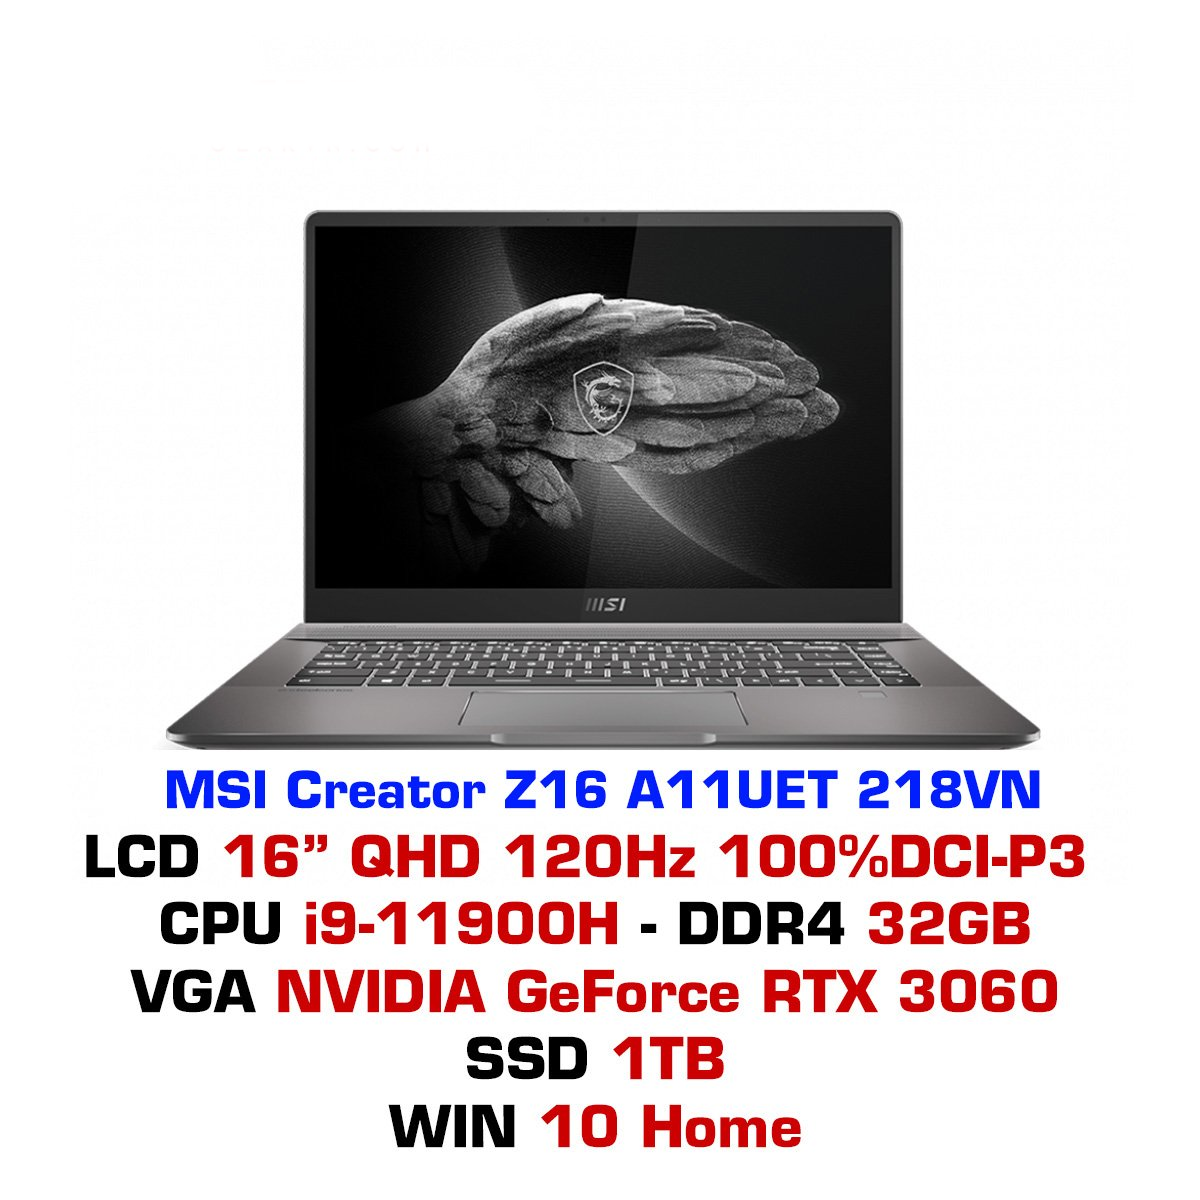 msi
MSI Creator Z16 A11UET 218VN
LCD 16” QHD 120Hz 100%DCI-P3
CPU i9-11900H - DDR4 32GB
VGA NVIDIA GeForce RTX 3060
SSD 1TB
WIN 10 Home